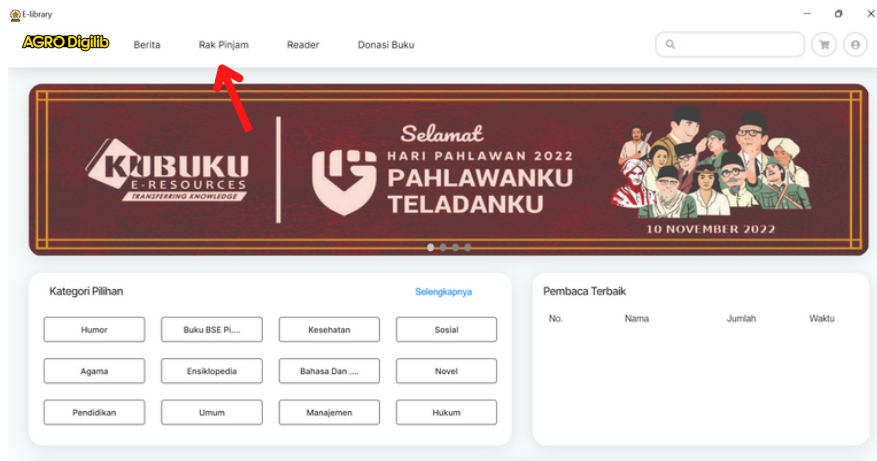 E-library
AGRO Digilib Berita Rak Pinjam Reader Donasi Buku
KUBUKU
E-RESOURCES
TRANSFERRING KNOWLEDGE
Selamat
HARI PAHLAWAN 2022
PAHLAWANKU
TELADANKU
10 NOVEMBER 2022
Kategori Pilihan Selengkapnya
Humor Buku BSE Pi.... Kesehatan Sosial
Agama Ensiklopedia Bahasa Dan .... Novel
Pendidikan Umum Manajemen Hukum
Pembaca Terbaik
No. Nama Jumlah Waktu